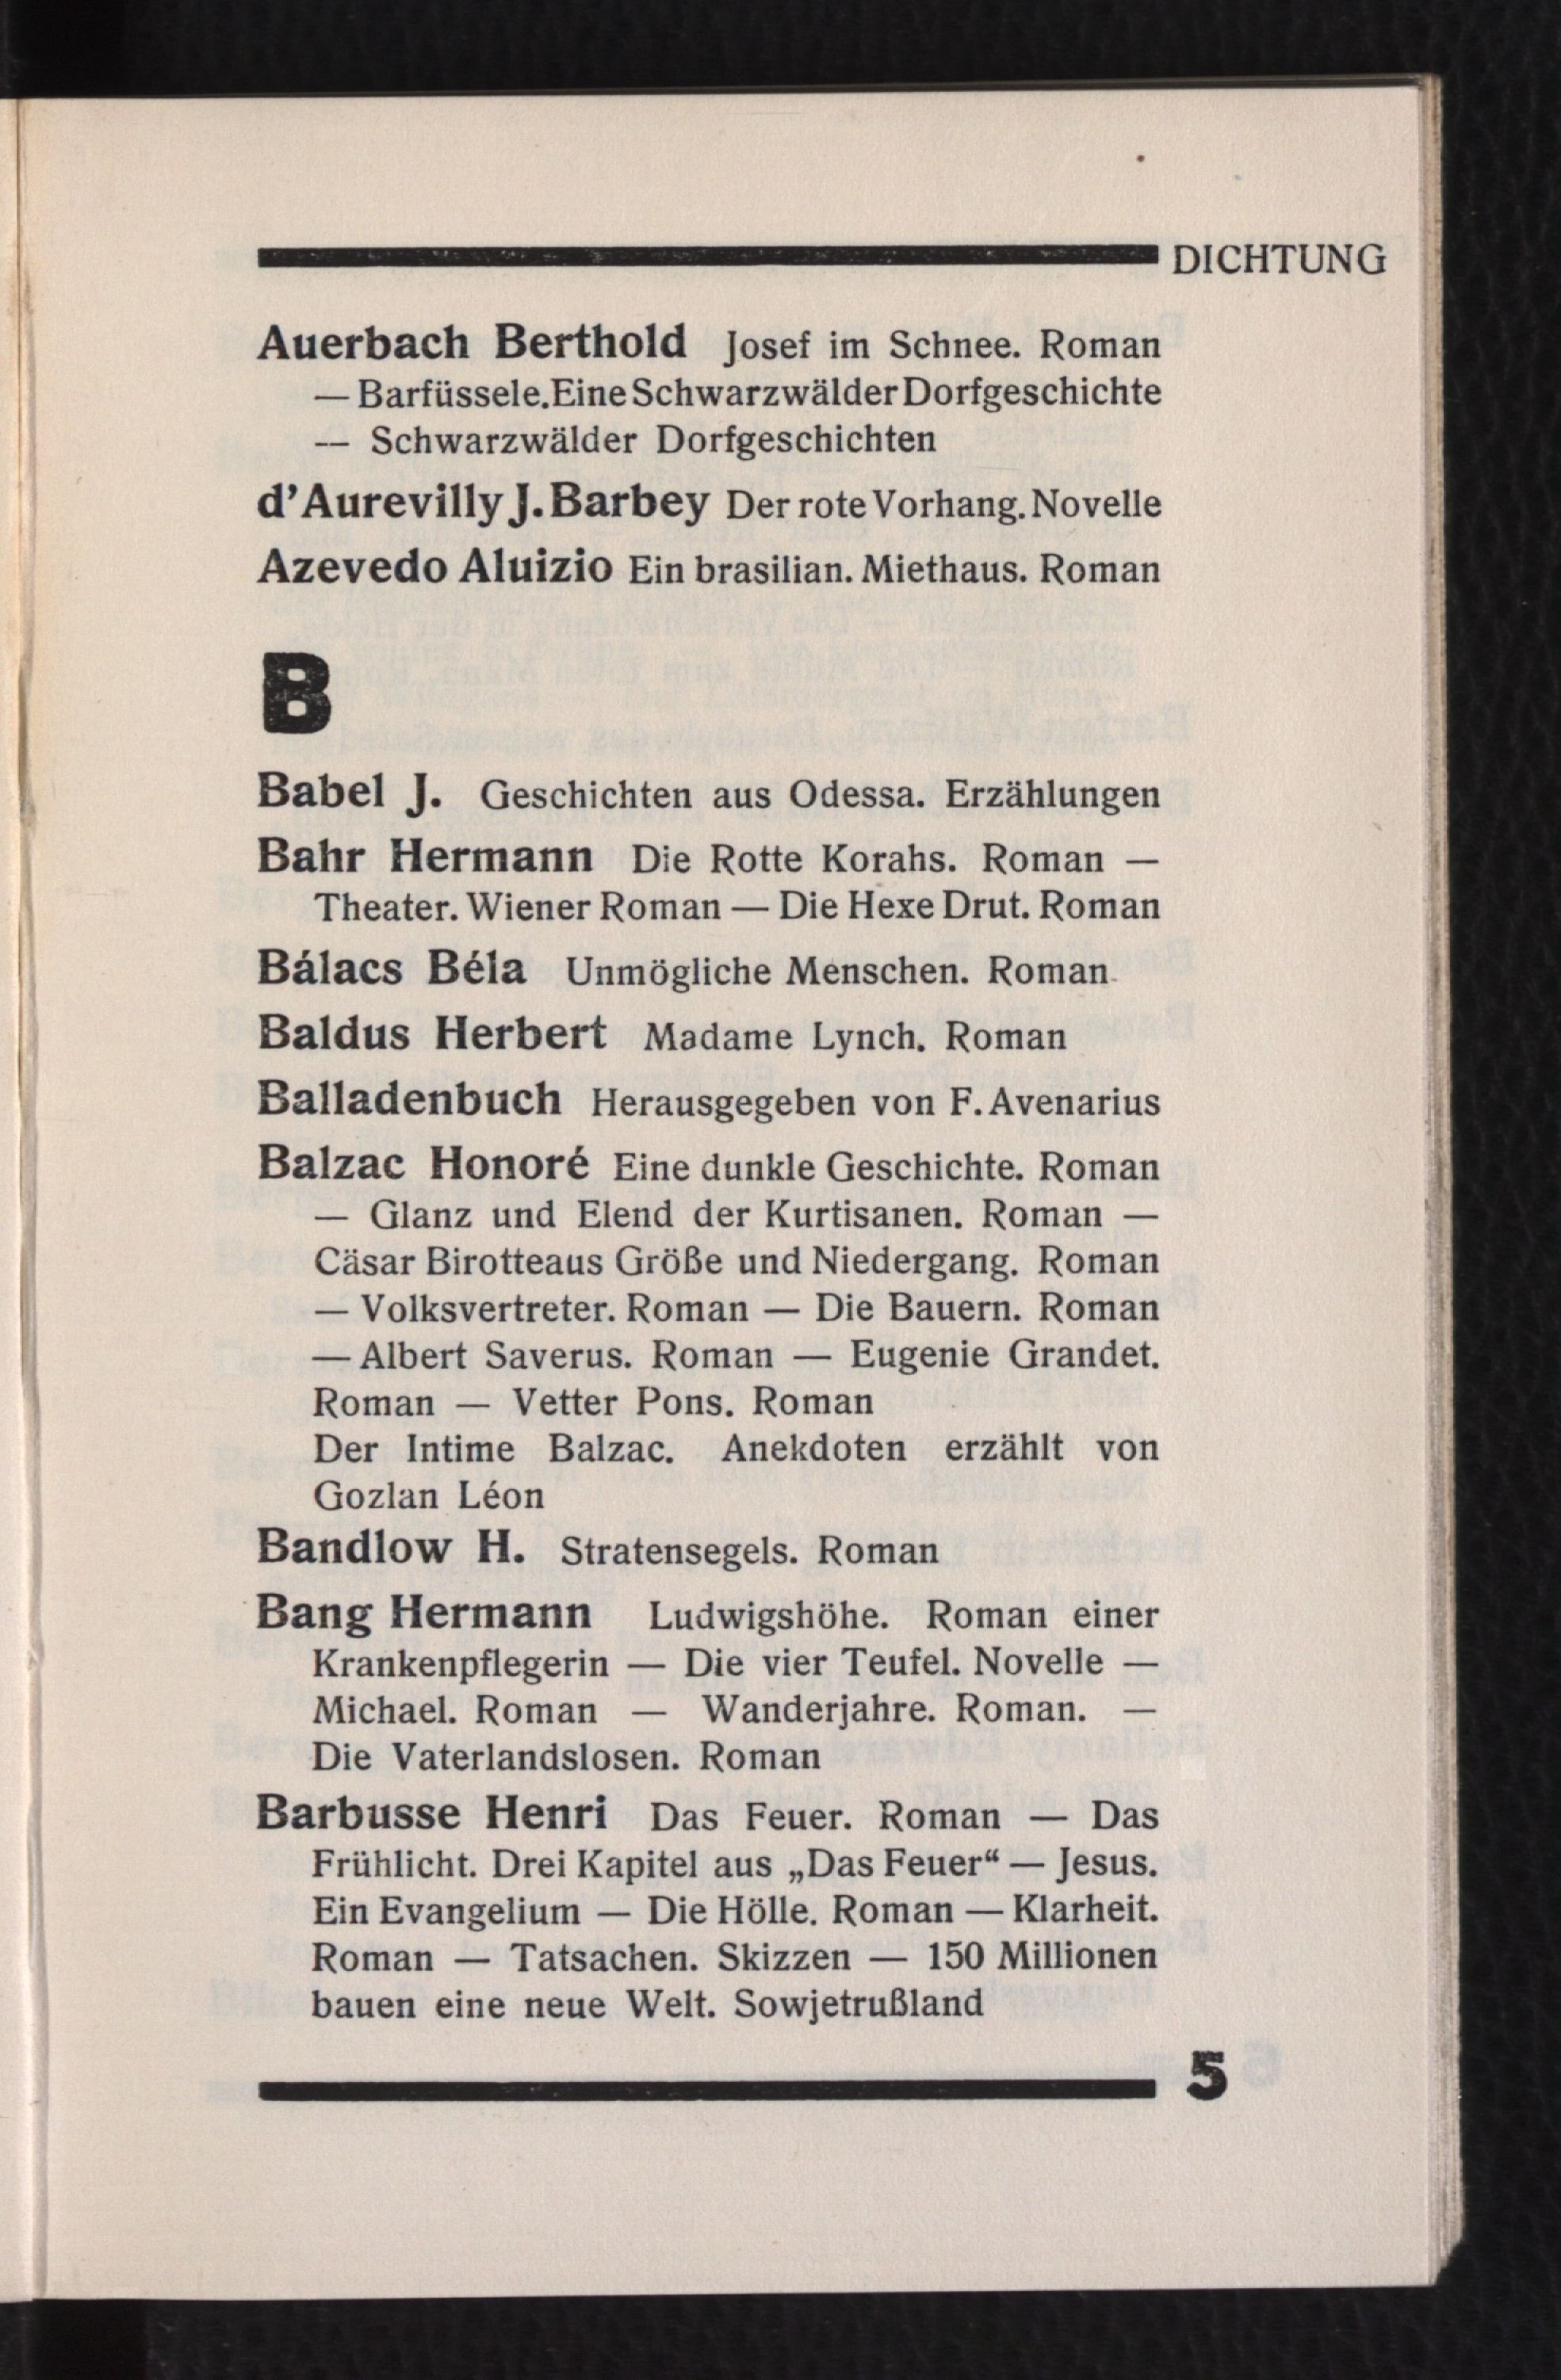 DICHTUNG
Auerbach Berthold Josef im Schnee. Roman
— Barfüssele. Eine Schwarzwälder Dorfgeschichte
— Schwarzwälder Dorfgeschichten
d'Aurevilly J. Barbey Der rote Vorhang. Novelle
Azevedo Aluizio Ein brasilian. Miethaus. Roman
B
Babel J. Geschichten aus Odessa. Erzählungen
Bahr Hermann Die Rotte Korahs. Roman —
Theater. Wiener Roman — Die Hexe Drut. Roman
Bálacs Béla Unmögliche Menschen. Roman
Baldus Herbert Madame Lynch. Roman
Balladenbuch Herausgegeben von F. Avenarius
Balzac Honoré Eine dunkle Geschichte. Roman
— Glanz und Elend der Kurtisanen. Roman —
Cäsar Birotteaus Größe und Niedergang. Roman
— Volksvertreter. Roman — Die Bauern. Roman
— Albert Saverus. Roman — Eugenie Grandet.
Roman — Vetter Pons. Roman
Der Intime Balzac. Anekdoten erzählt von
Gozlan Léon
Bandlow H. Stratensegels. Roman
Bang Hermann Ludwigshöhe. Roman einer
Krankenpflegerin — Die vier Teufel. Novelle —
Michael. Roman — Wanderjahre. Roman. —
Die Vaterlandslosen. Roman
Barbusse Henri Das Feuer. Roman — Das
Frühlicht. Drei Kapitel aus „Das Feuer“ — Jesus.
Ein Evangelium — Die Hölle. Roman — Klarheit.
Roman — Tatsachen. Skizzen — 150 Millionen
bauen eine neue Welt. Sowjetrußland
5